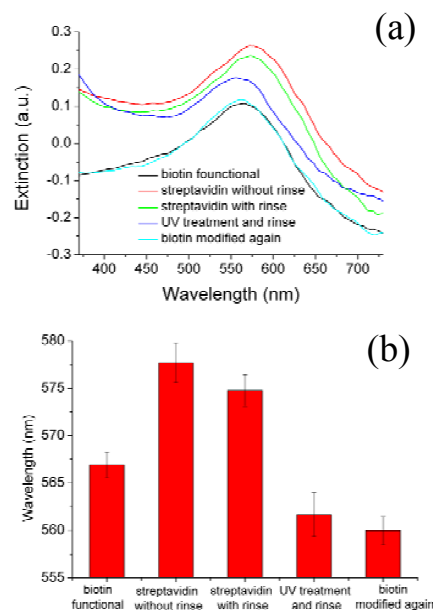 (a)
0.3
0.2
0.1
0.0
-0.1
-0.2
-0.3
Extinction (a.u.)
biotin founctional
streptavidin without rinse
streptavidin with rinse
UV treatment and rinse
biotin modified again
400 450 500 550 600 650 700
Wavelength (nm)
(b)
580
575
570
565
560
555
Wavelength (nm)
biotin functional
streptavidin without rinse
streptavidin with rinse
UV treatment and rinse
biotin modified again